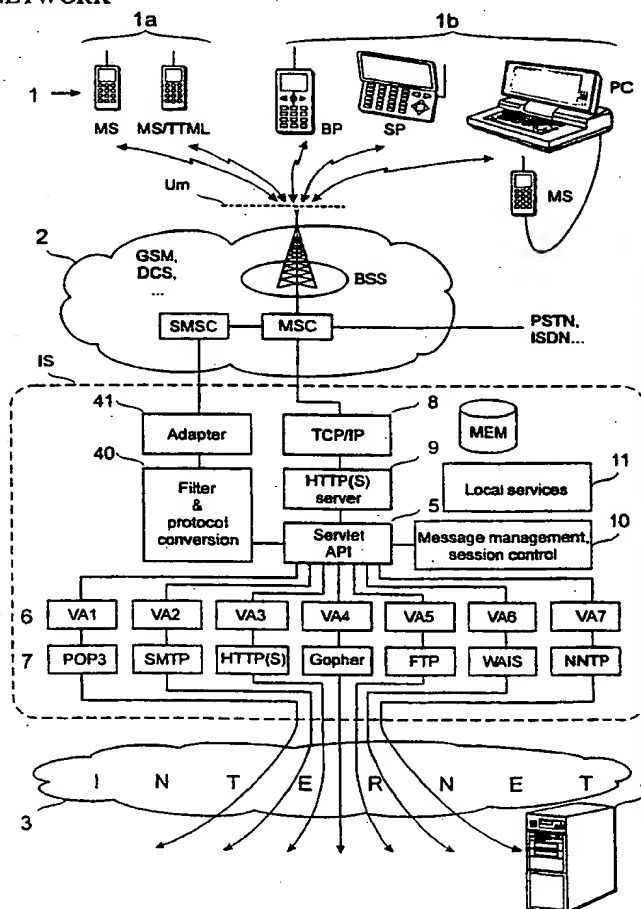 NETWORK
1a 1b
1
MS MS/TTML BP SP PC
MS
Um
2
GSM,
DCS,
...
BSS
SMSC MSC
PSTN,
ISDN...
IS
41 8
Adapter TCP/IP MEM
40 9 11
Filter
&
protocol
conversion
HTTP(S)
server
Local services
5 10
Servlet
API
Message management,
session control
6 VA1 VA2 VA3 VA4 VA5 VA6 VA7
7 POP3 SMTP HTTP(S) Gopher FTP WAIS NNTP
I N T E R N E T
3